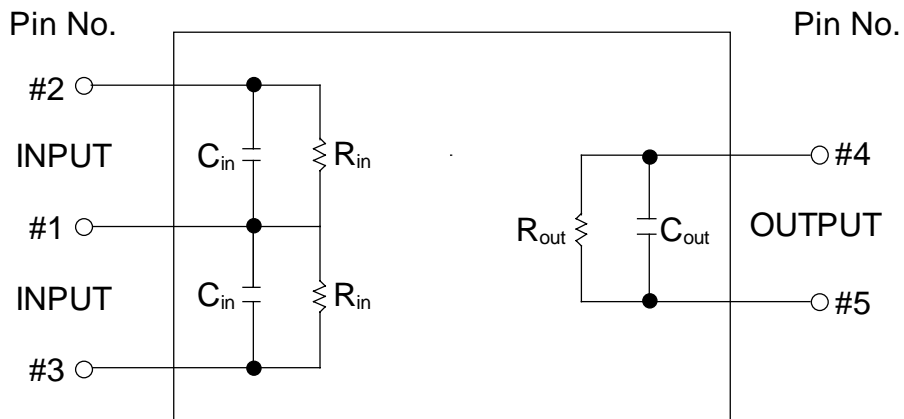 Pin No.
Pin No.
#2
INPUT
Cin
Rin
#4
#1
Rout
Cout
OUTPUT
INPUT
Cin
Rin
#5
#3